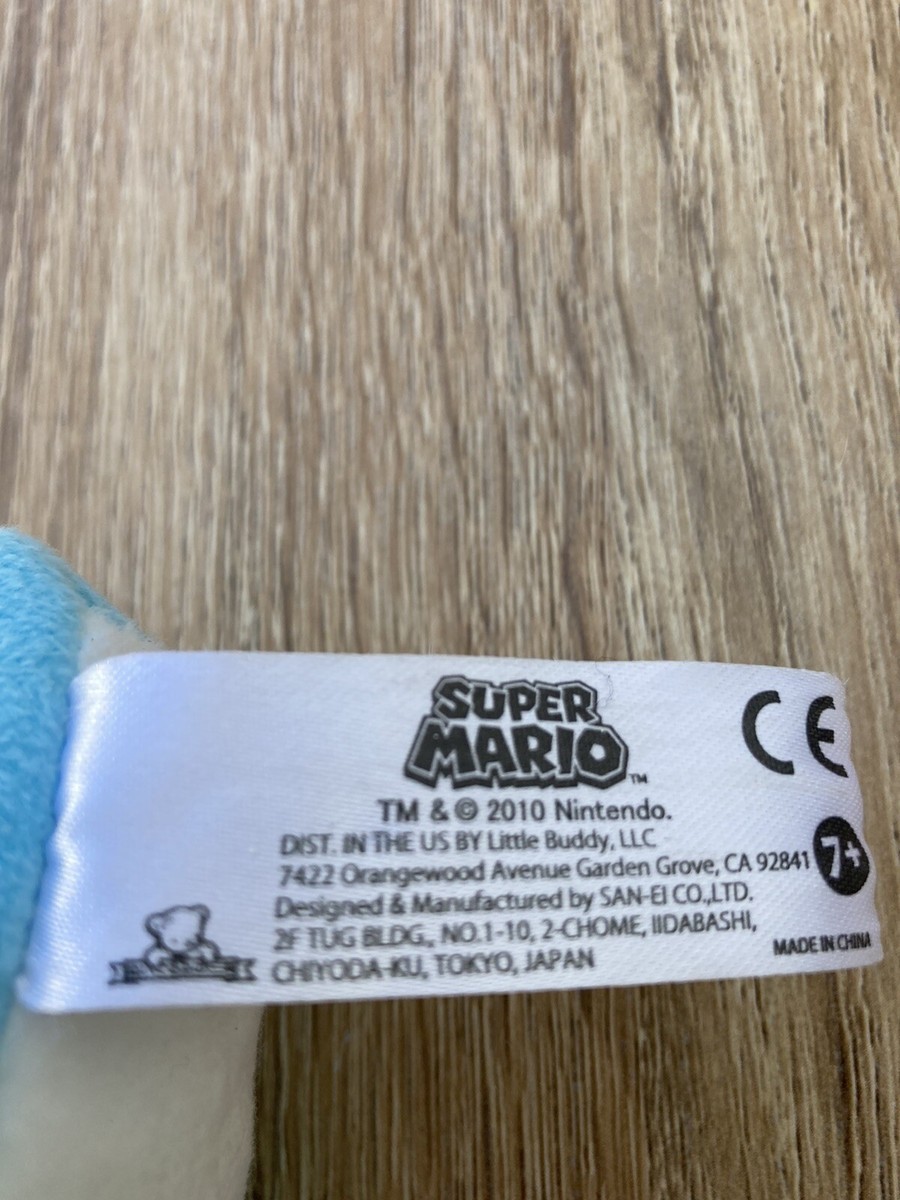 SUPER
MARIO™
CE
TM & © 2010 Nintendo.
DIST. IN THE US BY Little Buddy, LLC
7422 Orangewood Avenue Garden Grove, CA 92841
7+
Designed & Manufactured by SAN-EI CO.,LTD.
2F TUG BLDG., NO.1-10, 2-CHOME, IIDABASHI,
CHIYODA-KU, TOKYO, JAPAN
MADE IN CHINA